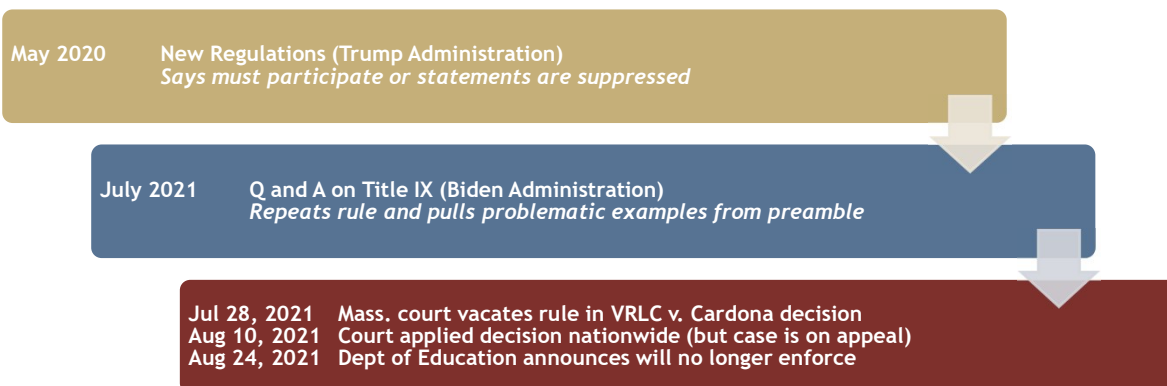 May 2020 New Regulations (Trump Administration)
Says must participate or statements are suppressed
July 2021 Q and A on Title IX (Biden Administration)
Repeats rule and pulls problematic examples from preamble
Jul 28, 2021 Mass. court vacates rule in VRLC v. Cardona decision
Aug 10, 2021 Court applied decision nationwide (but case is on appeal)
Aug 24, 2021 Dept of Education announces will no longer enforce